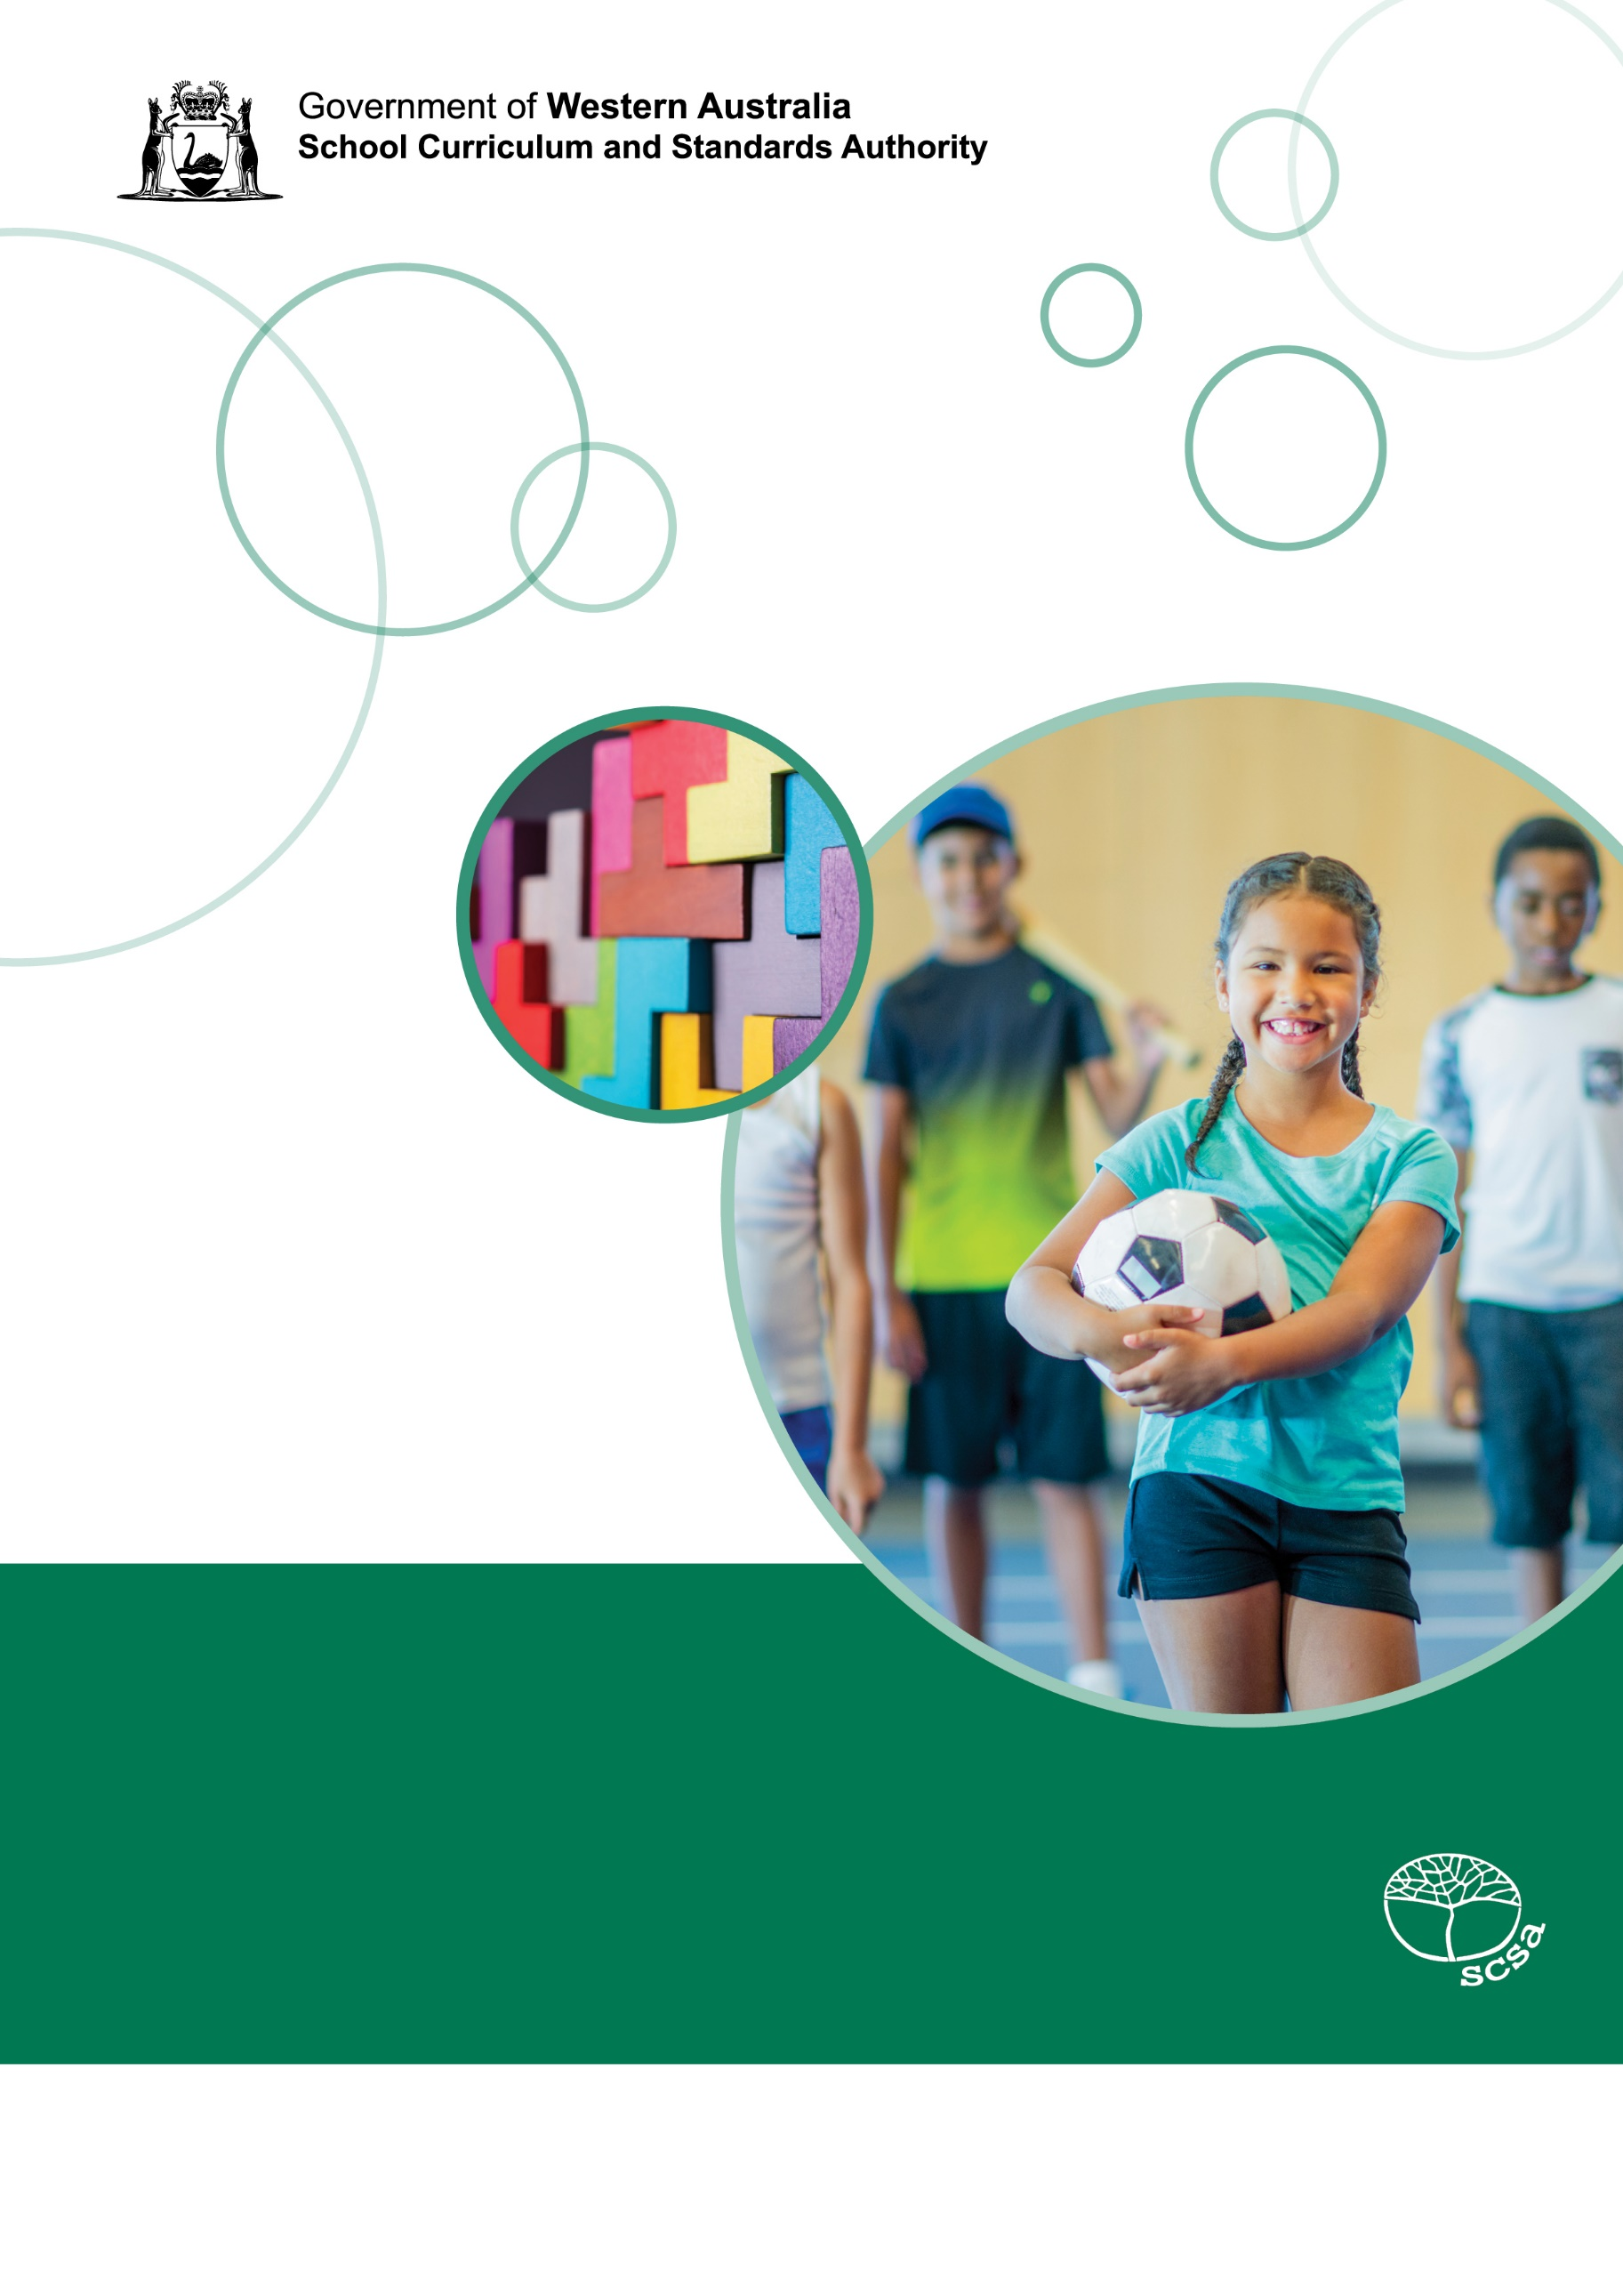 Government of Western Australia
School Curriculum and Standards Authority
scsa